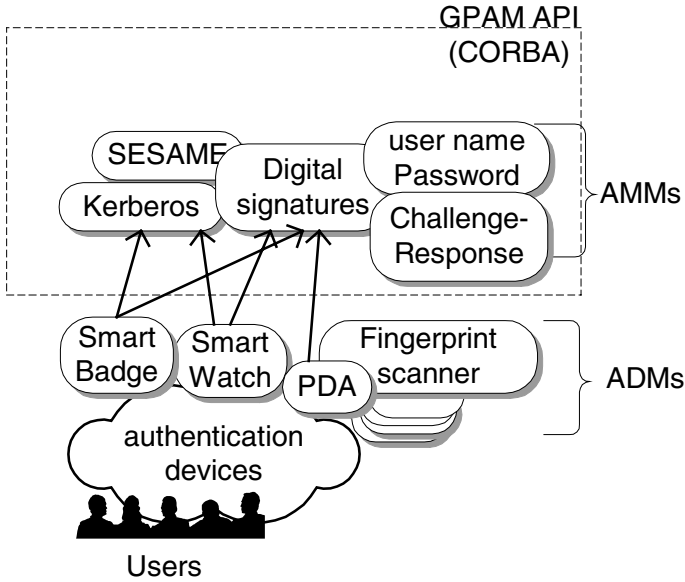 GPAM API
(CORBA)
SESAME
Digital
signatures
user name
Password
Kerberos
Challenge-
Response
AMMs
Smart
Badge
Smart
Watch
PDA
Fingerprint
scanner
ADMs
authentication
devices
Users